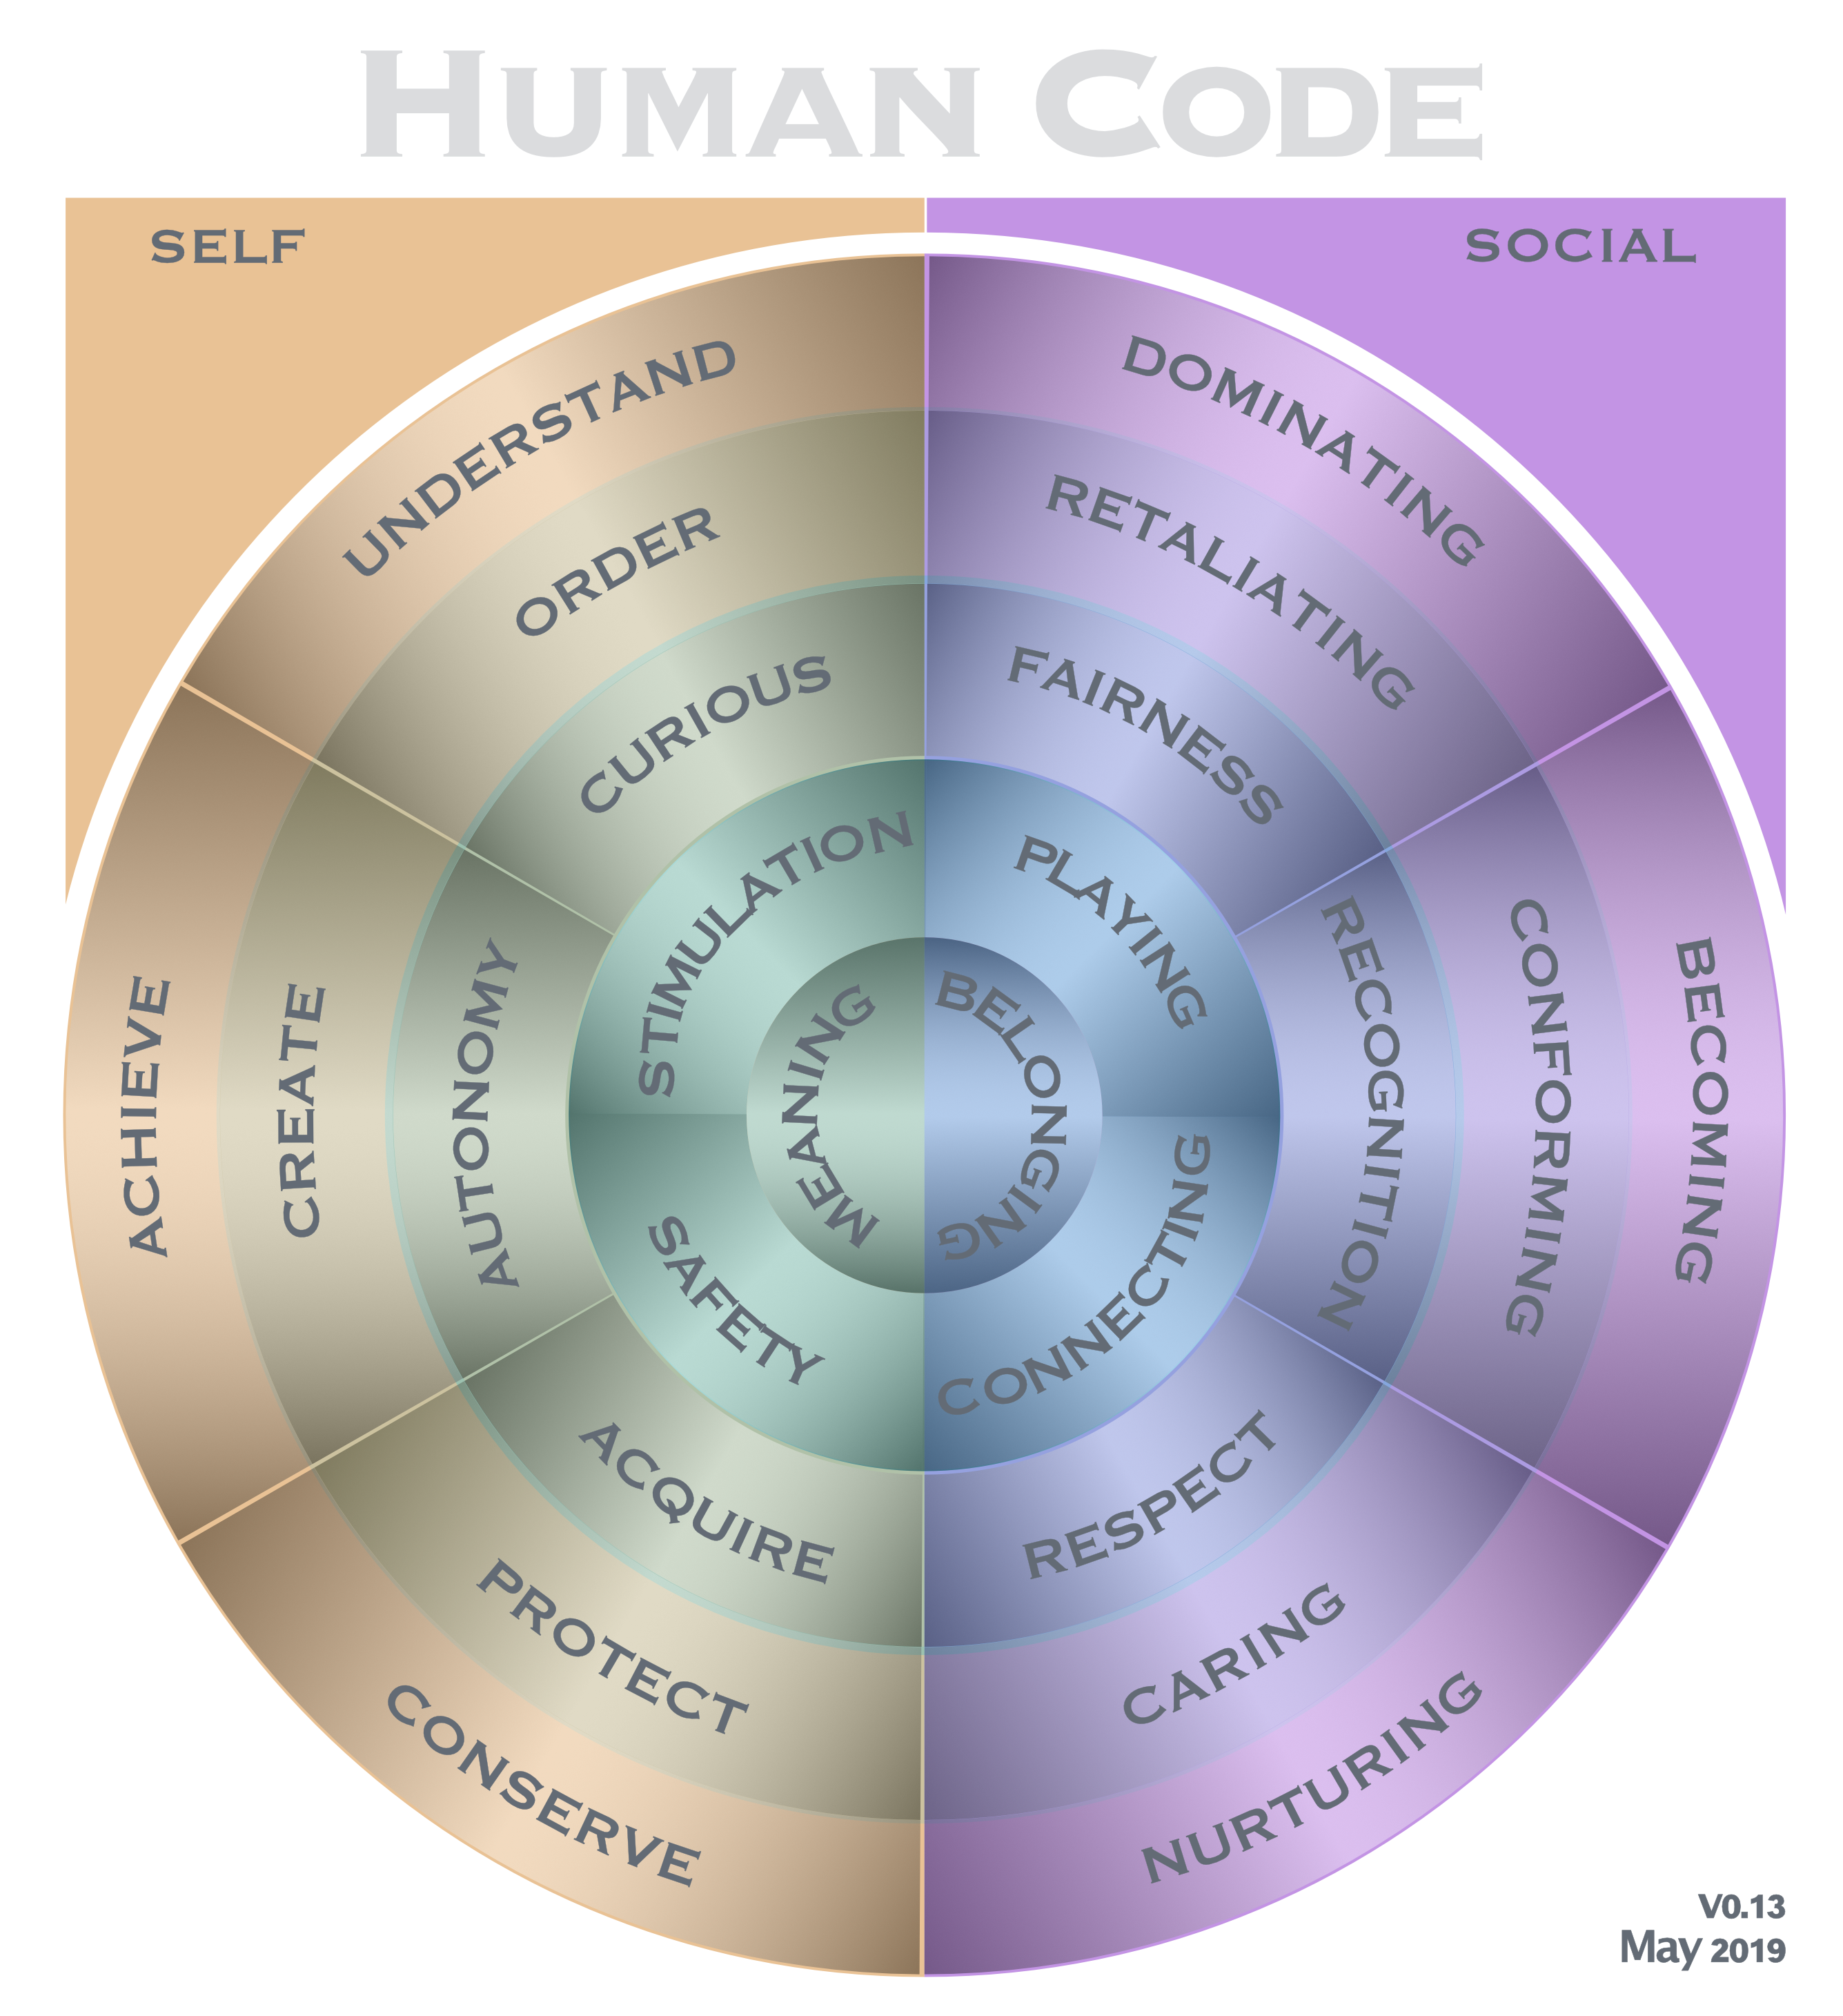 HUMAN CODE
SELF
SOCIAL
UNDERSTAND
ORDER
CURIOUS
ACHIEVE
CREATE
AUTONOMY
CONSERVE
PROTECT
ACQUIRE
STIMULATION
SAFETY
MEANING
BELONGING
PLAYING
CONNECTING
DOMINATING
RETALIATING
FAIRNESS
BECOMING
CONFORMING
RECOGNITION
NURTURING
CARING
RESPECT
V0.13
May 2019